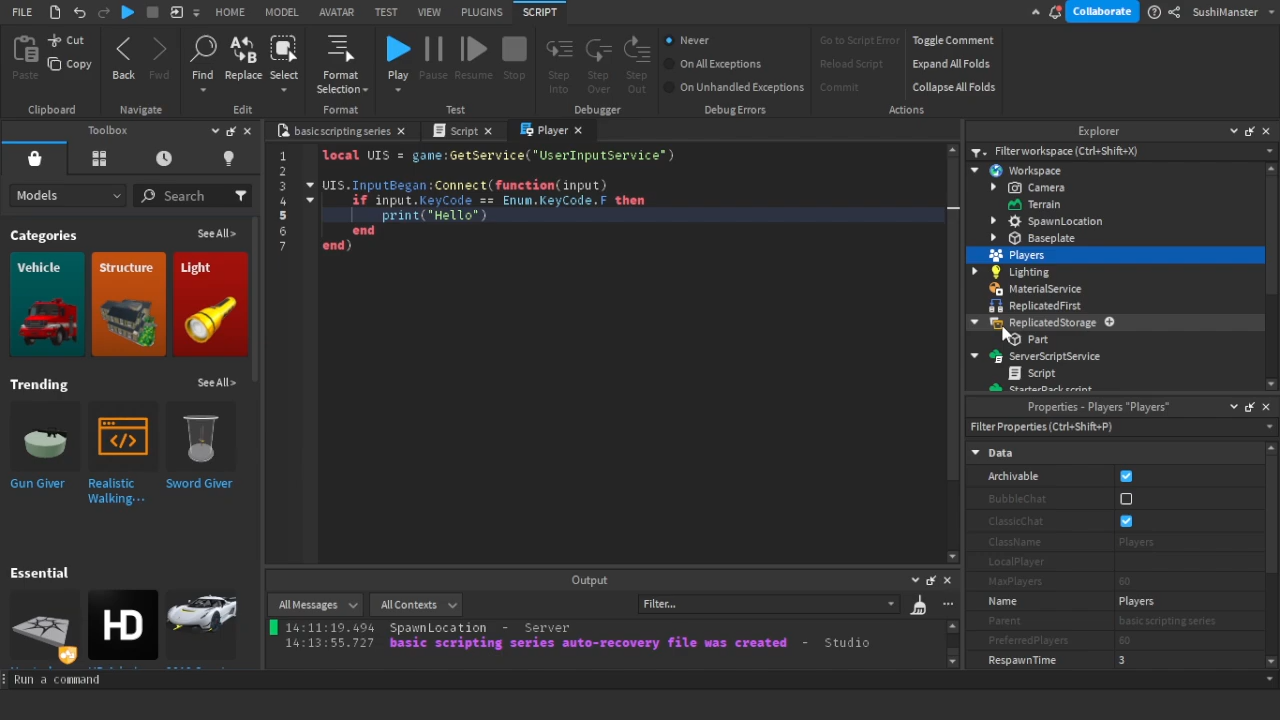 FILE HOME MODEL AVATAR TEST VIEW PLUGINS SCRIPT Collaborate SushiManster
Paste Cut Copy
Clipboard
Back Fwd
Navigate
Find Replace Select
Edit
Format Selection
Format
Play Pause Resume Stop
Test
Step Into Step Over Step Out
Debugger
Never
On All Exceptions
On Unhandled Exceptions
Debug Errors
Go to Script Error Toggle Comment
Reload Script Expand All Folds
Commit Collapse All Folds
Actions
Toolbox
Models Search
Categories See All>
Vehicle Structure Light
Trending See All>
Gun Giver Realistic Walking... Sword Giver
Essential See All>
HD
basic scripting series Script Player
1 local UIS = game:GetService("UserInputService")
2
3 UIS.InputBegan:Connect(function(input)
4 if input.KeyCode == Enum.KeyCode.F then
5 print("Hello")
6 end
7 end)
Output
All Messages All Contexts Filter...
14:11:19.494 SpawnLocation - Server
14:13:55.727 basic scripting series auto-recovery file was created - Studio
Explorer
Filter workspace (Ctrl+Shift+X)
Workspace
Camera
Terrain
SpawnLocation
Baseplate
Players
Lighting
MaterialService
ReplicatedFirst
ReplicatedStorage
Part
ServerScriptService
Script
StarterPack script
Properties - Players "Players"
Filter Properties (Ctrl+Shift+P)
Data
Archivable
BubbleChat
ClassicChat
ClassName Players
LocalPlayer
MaxPlayers 60
Name Players
Parent basic scripting series
PreferredPlayers 60
RespawnTime 3
Run a command